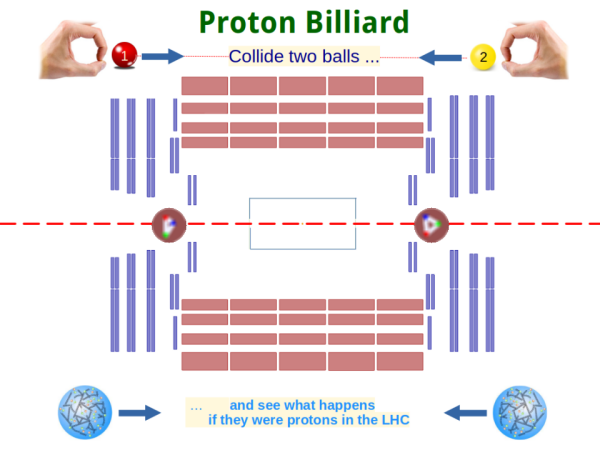 Proton Billiard
1
Collide two balls ...
2
... and see what happens
if they were protons in the LHC